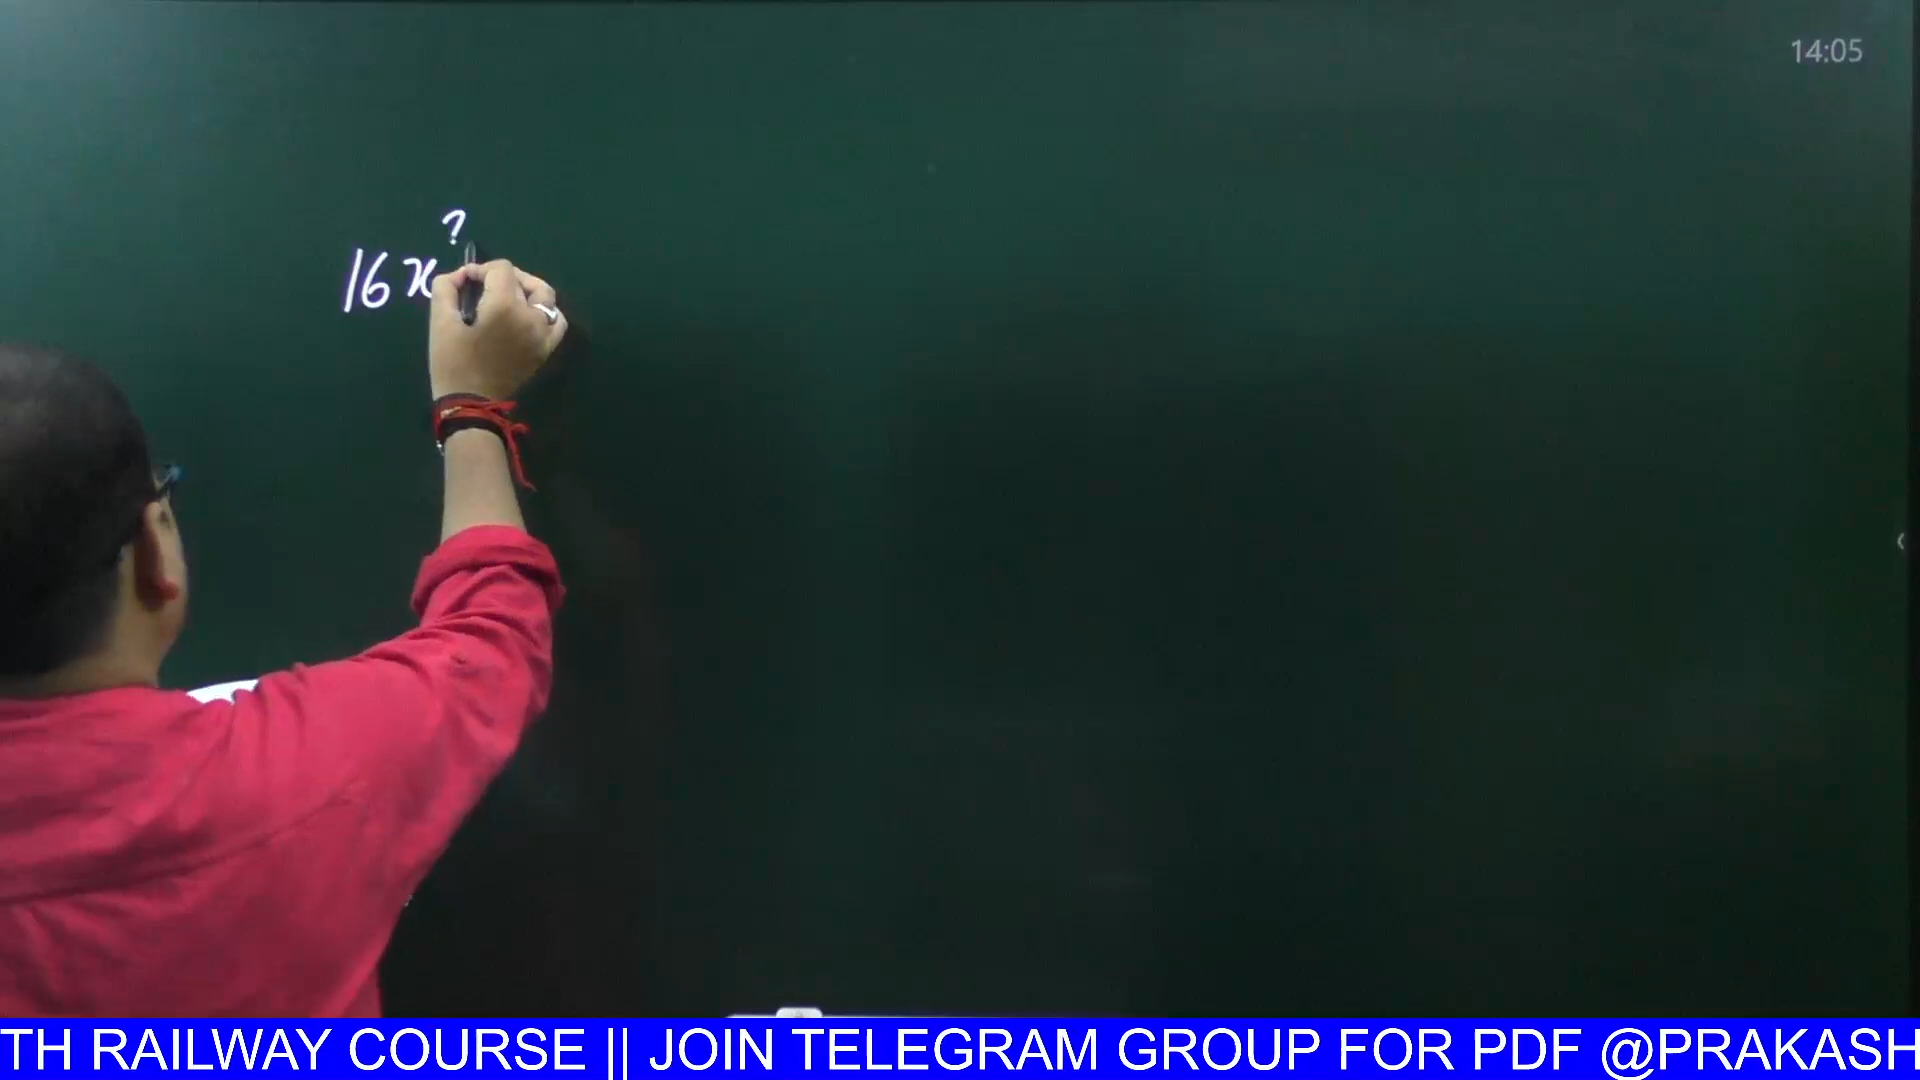 14:05
16x?
TH RAILWAY COURSE || JOIN TELEGRAM GROUP FOR PDF @PRAKASH